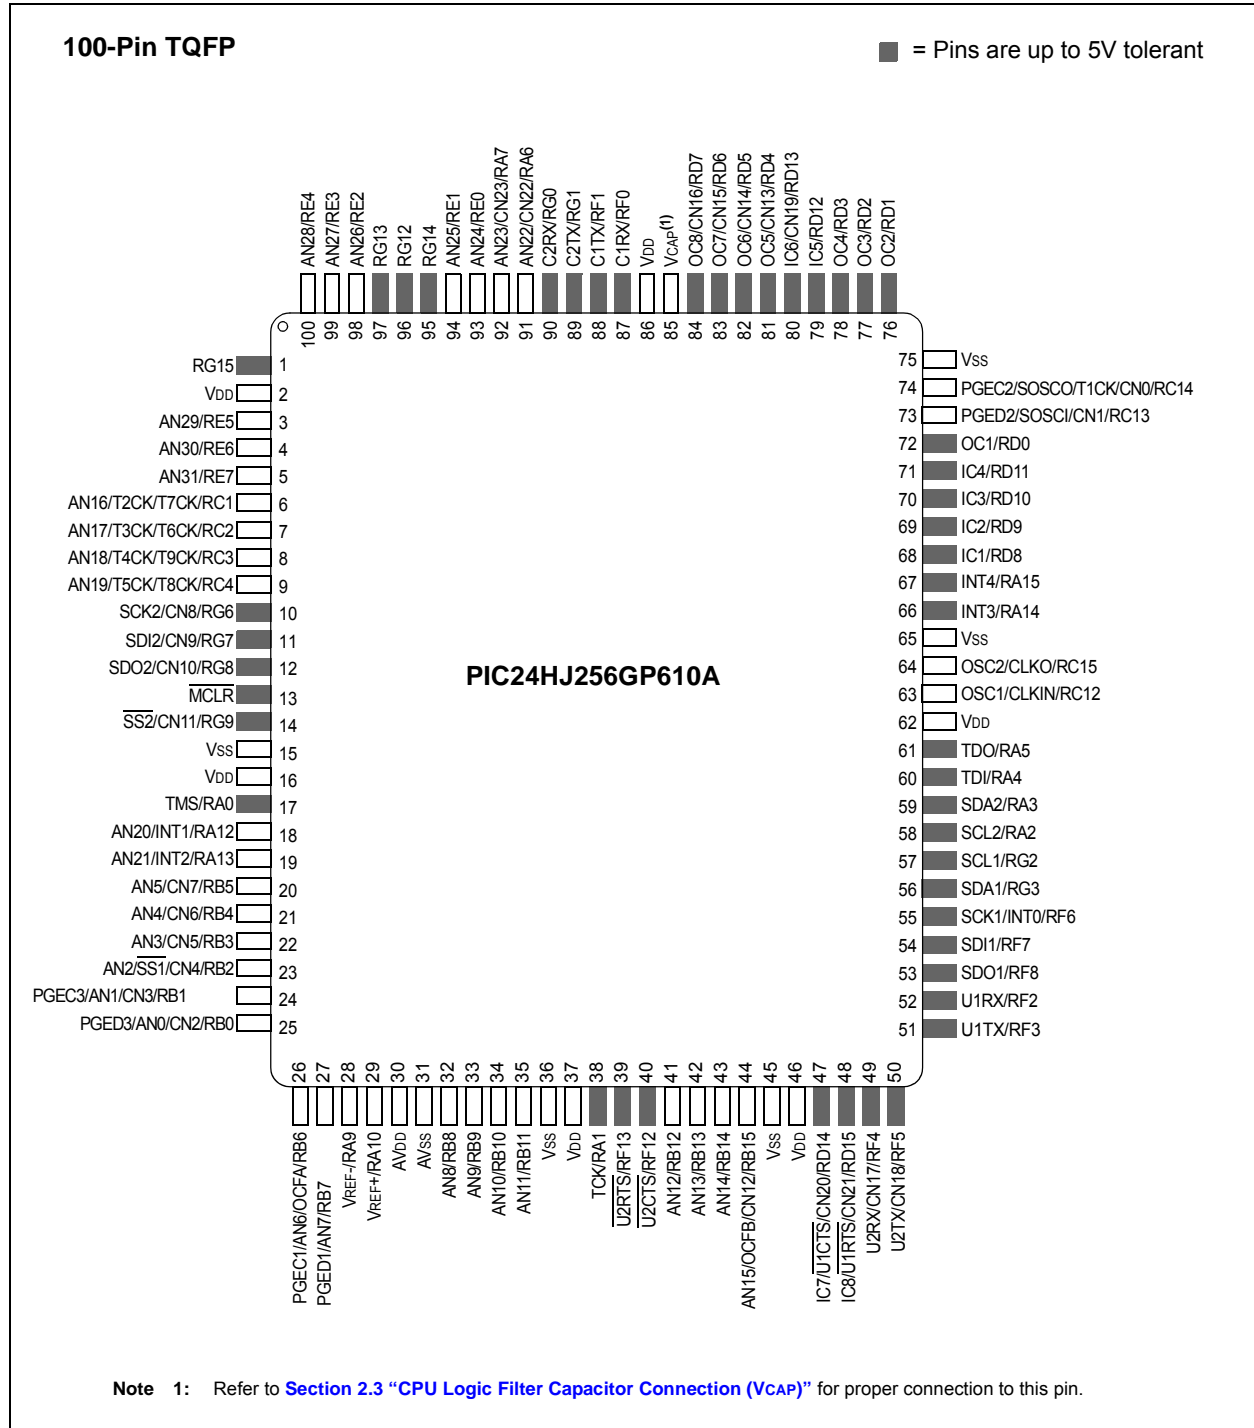 100-Pin TQFP
= Pins are up to 5V tolerant
AN28/RE4
AN27/RE3
AN26/RE2
RG13
RG12
RG14
AN25/RE1
AN24/RE0
AN23/CN23/RA7
AN22/CN22/RA6
C2RX/RG0
C2TX/RG1
C1TX/RF1
C1RX/RF0
VDD
VCAP(1)
OC8/CN16/RD7
OC7/CN15/RD6
OC6/CN14/RD5
OC5/CN13/RD4
IC6/CN19/RD13
IC5/RD12
OC4/RD3
OC3/RD2
OC2/RD1
100 99 98 97 96 95 94 93 92 91 90 89 88 87 86 85 84 83 82 81 80 79 78 77 76
RG15 1
VDD 2
AN29/RE5 3
AN30/RE6 4
AN31/RE7 5
AN16/T2CK/T7CK/RC1 6
AN17/T3CK/T6CK/RC2 7
AN18/T4CK/T9CK/RC3 8
AN19/T5CK/T8CK/RC4 9
SCK2/CN8/RG6 10
SDI2/CN9/RG7 11
SDO2/CN10/RG8 12
MCLR 13
SS2/CN11/RG9 14
VSS 15
VDD 16
TMS/RA0 17
AN20/INT1/RA12 18
AN21/INT2/RA13 19
AN5/CN7/RB5 20
AN4/CN6/RB4 21
AN3/CN5/RB3 22
AN2/SS1/CN4/RB2 23
PGEC3/AN1/CN3/RB1 24
PGED3/AN0/CN2/RB0 25
PIC24HJ256GP610A
75 VSS
74 PGEC2/SOSCO/T1CK/CN0/RC14
73 PGED2/SOSCI/CN1/RC13
72 OC1/RD0
71 IC4/RD11
70 IC3/RD10
69 IC2/RD9
68 IC1/RD8
67 INT4/RA15
66 INT3/RA14
65 VSS
64 OSC2/CLKO/RC15
63 OSC1/CLKIN/RC12
62 VDD
61 TDO/RA5
60 TDI/RA4
59 SDA2/RA3
58 SCL2/RA2
57 SCL1/RG2
56 SDA1/RG3
55 SCK1/INT0/RF6
54 SDI1/RF7
53 SDO1/RF8
52 U1RX/RF2
51 U1TX/RF3
26 27 28 29 30 31 32 33 34 35 36 37 38 39 40 41 42 43 44 45 46 47 48 49 50
PGEC1/AN6/OCFA/RB6
PGED1/AN7/RB7
VREF-/RA9
VREF+/RA10
AVDD
AVSS
AN8/RB8
AN9/RB9
AN10/RB10
AN11/RB11
VSS
VDD
TCK/RA1
U2RTS/RF13
U2CTS/RF12
AN12/RB12
AN13/RB13
AN14/RB14
AN15/OCFB/CN12/RB15
VSS
VDD
IC7/U1CTS/CN20/RD14
IC8/U1RTS/CN21/RD15
U2RX/CN17/RF4
U2TX/CN18/RF5
Note 1: Refer to Section 2.3 “CPU Logic Filter Capacitor Connection (VCAP)” for proper connection to this pin.